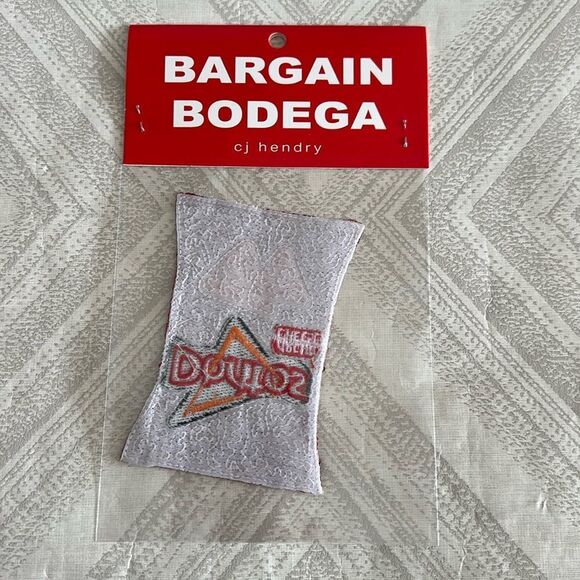 BARGAIN
BODEGA
cj hendry
Doritos